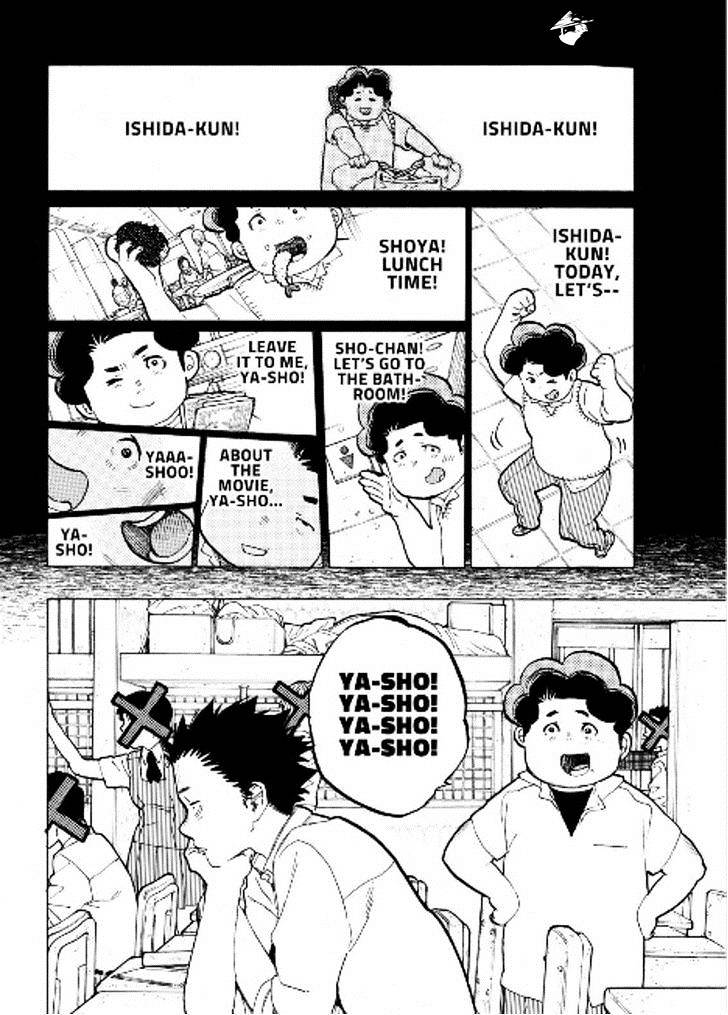 ISHIDA-KUN!
ISHIDA-KUN!
SHOYA!
LUNCH
TIME!
ISHIDA-
KUN!
TODAY,
LET'S--
LEAVE
IT TO ME,
YA-SHO!
SHO-CHAN!
LET'S GO TO
THE BATH-
ROOM!
YAAA-
SHOO!
ABOUT
THE
MOVIE,
YA-SHO...
YA-
SHO!
YA-SHO!
YA-SHO!
YA-SHO!
YA-SHO!